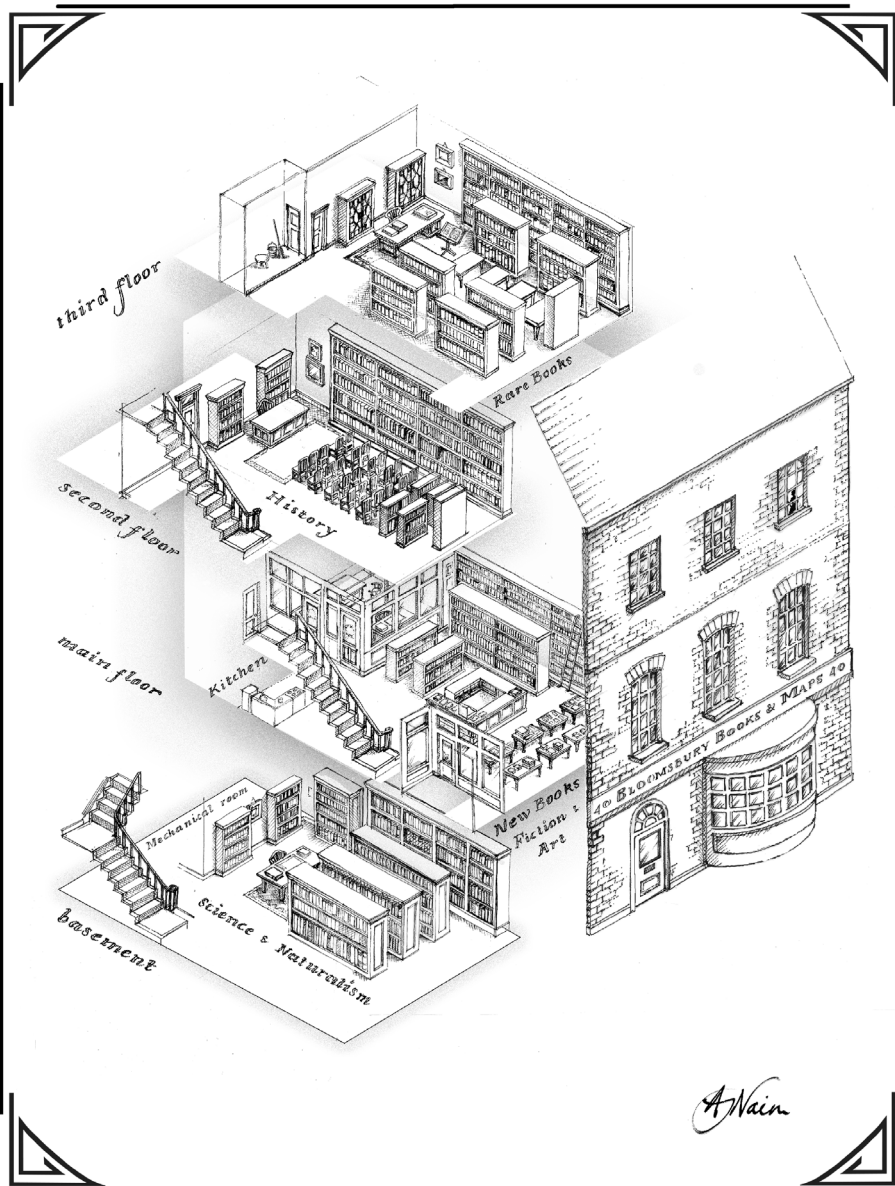 third floor
Rare Books
second floor
History
main floor
Kitchen
40 BLOOMSBURY BOOKS & MAPS 40
New Books
Fiction &
Art
Mechanical room
basement
Science & Naturalism
A Nain